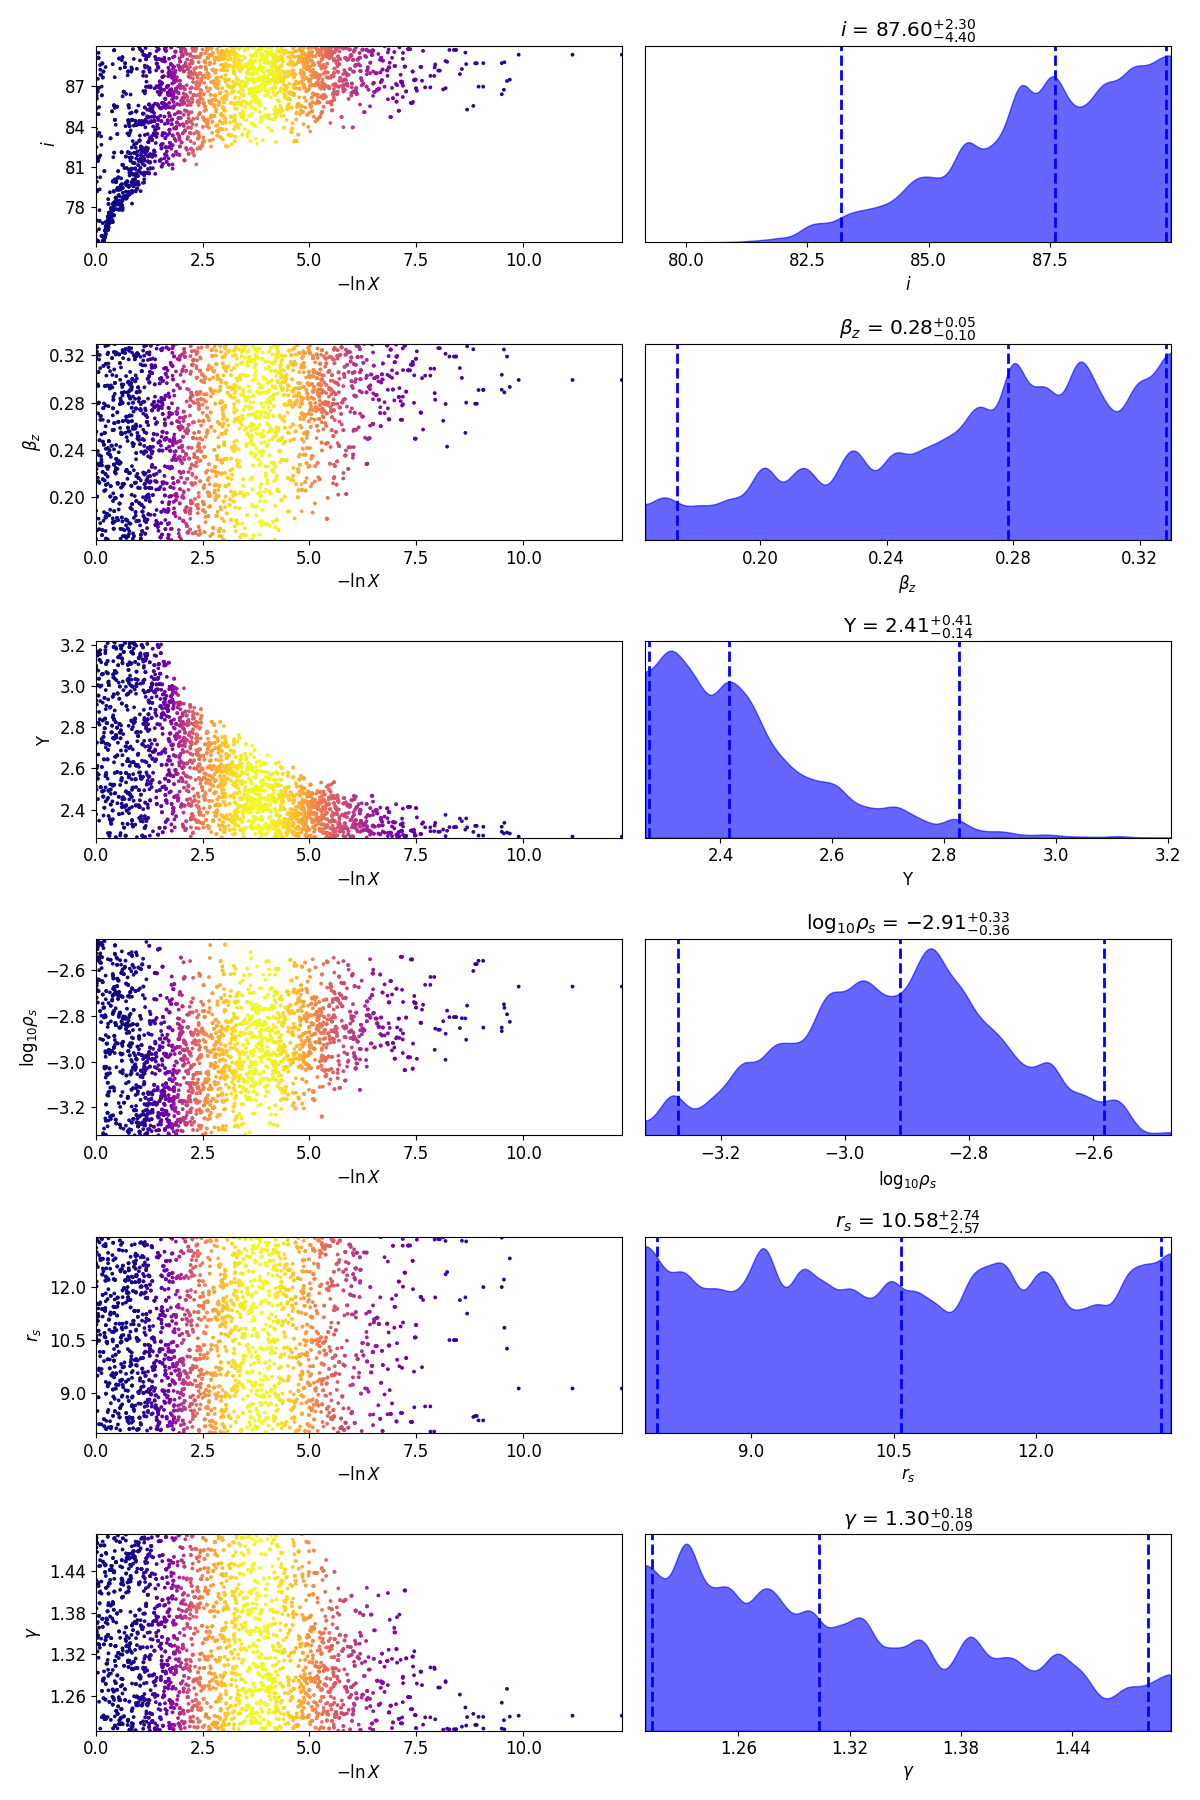 i = 87.60+2.30 −4.40
87
84
81
78
i
0.0 2.5 5.0 7.5 10.0
80.0 82.5 85.0 87.5
−ln X
i
βz = 0.28+0.05 −0.10
0.32
0.28
0.24
0.20
βz
0.0 2.5 5.0 7.5 10.0
0.20 0.24 0.28 0.32
−ln X
βz
Y = 2.41+0.41 −0.14
3.2
3.0
2.8
2.6
2.4
Y
0.0 2.5 5.0 7.5 10.0
2.4 2.6 2.8 3.0 3.2
−ln X
Y
log10ρs = −2.91+0.33 −0.36
−2.6
−2.8
−3.0
−3.2
log10ρs
0.0 2.5 5.0 7.5 10.0
−3.2 −3.0 −2.8 −2.6
−ln X
log10ρs
rs = 10.58+2.74 −2.57
12.0
10.5
9.0
rs
0.0 2.5 5.0 7.5 10.0
9.0 10.5 12.0
−ln X
rs
γ = 1.30+0.18 −0.09
1.44
1.38
1.32
1.26
γ
0.0 2.5 5.0 7.5 10.0
1.26 1.32 1.38 1.44
−ln X
γ